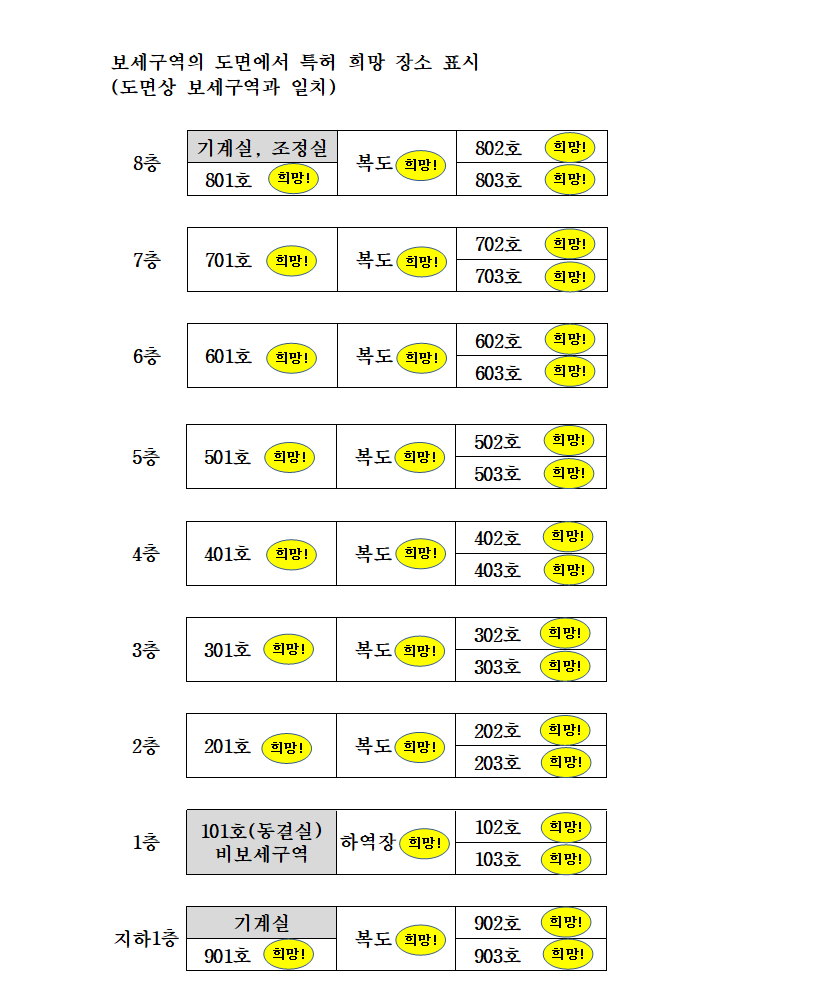 보세구역의 도면에서 특허 희망 장소 표시
(도면상 보세구역과 일치)
8층
기계실, 조정실
801호 희망!
복도 희망!
802호 희망!
803호 희망!
7층
701호 희망!
복도 희망!
702호 희망!
703호 희망!
6층
601호 희망!
복도 희망!
602호 희망!
603호 희망!
5층
501호 희망!
복도 희망!
502호 희망!
503호 희망!
4층
401호 희망!
복도 희망!
402호 희망!
403호 희망!
3층
301호 희망!
복도 희망!
302호 희망!
303호 희망!
2층
201호 희망!
복도 희망!
202호 희망!
203호 희망!
1층
101호(동결실)
비보세구역
하역장 희망!
102호 희망!
103호 희망!
지하1층
기계실
901호 희망!
복도 희망!
902호 희망!
903호 희망!